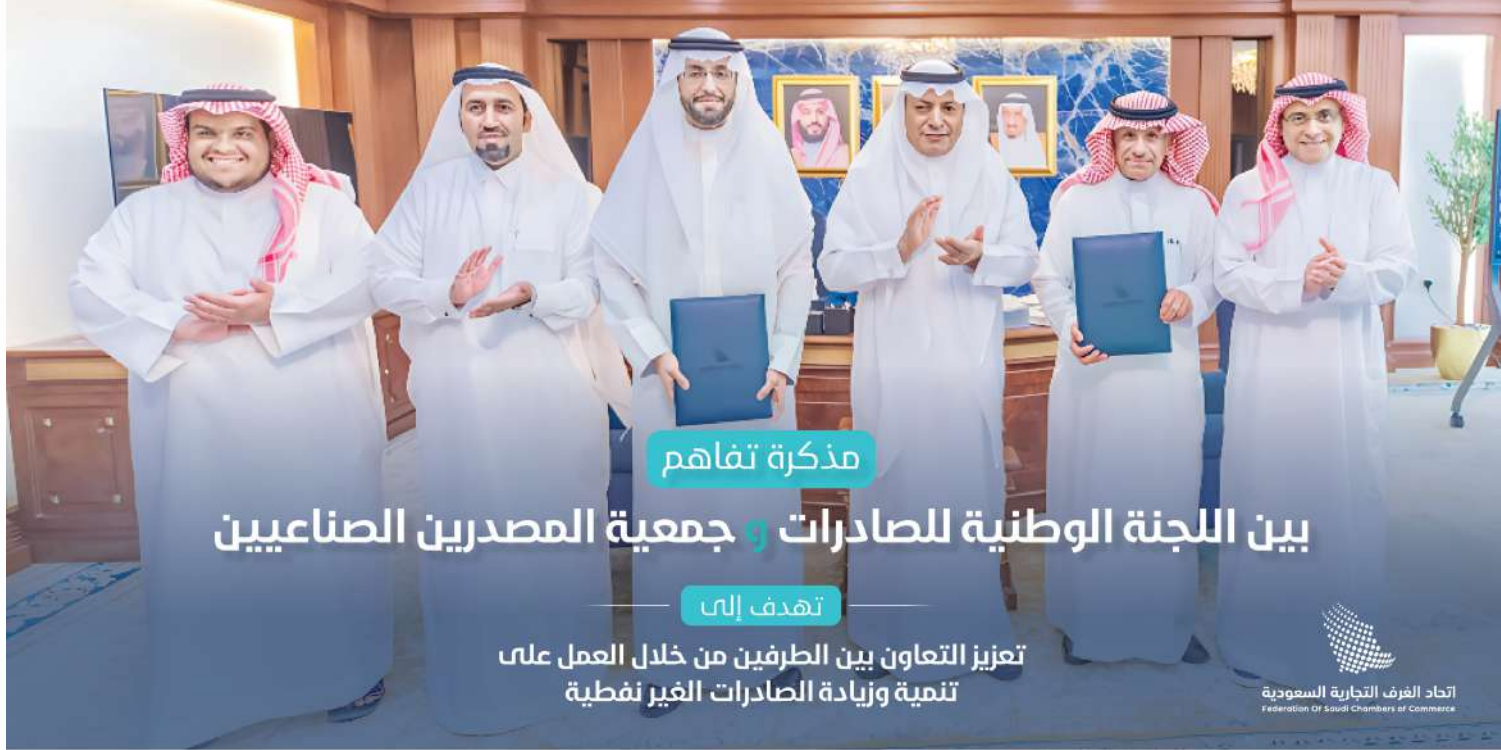 مذكرة تفاهم
بين اللجنة الوطنية للصادرات و جمعية المصدرين الصناعيين
تهدف إلى
تعزيز التعاون بين الطرفين من خلال العمل على
تنمية وزيادة الصادرات الغير نفطية
اتحاد الغرف التجارية السعودية
Federation Of Saudi Chambers of Commerce